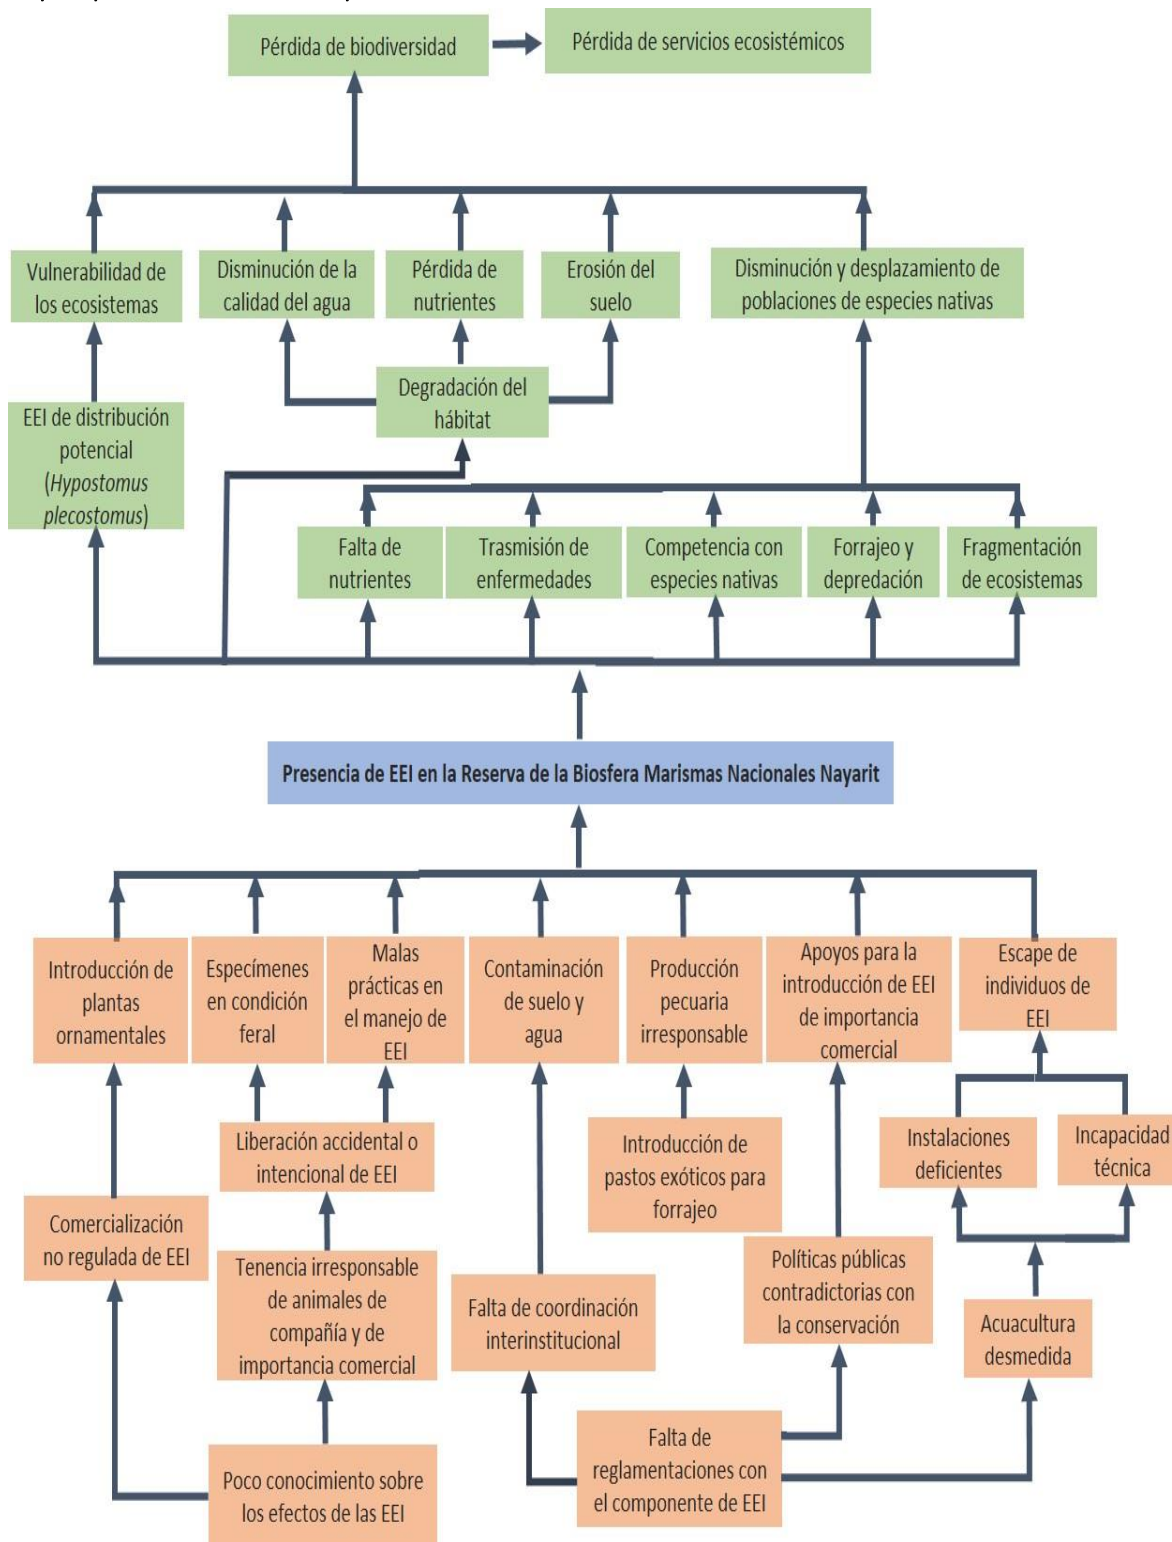 Pérdida de biodiversidad
Pérdida de servicios ecosistémicos
Vulnerabilidad de
los ecosistemas
Disminución de la
calidad del agua
Pérdida de
nutrientes
Erosión del
suelo
Disminución y desplazamiento de
poblaciones de especies nativas
Degradación del
hábitat
EEI de distribución
potencial
(Hypostomus
plecostomus)
Falta de
nutrientes
Trasmisión de
enfermedades
Competencia con
especies nativas
Forrajeo y
depredación
Fragmentación
de ecosistemas
Presencia de EEI en la Reserva de la Biosfera Marismas Nacionales Nayarit
Introducción de
plantas
ornamentales
Especímenes
en condición
feral
Malas
prácticas en
el manejo de
EEI
Contaminación
de suelo y
agua
Producción
pecuaria
irresponsable
Apoyos para la
introducción de EEI
de importancia
comercial
Escape de
individuos de
EEI
Liberación accidental o
intencional de EEI
Introducción de
pastos exóticos para
forrajeo
Instalaciones
deficientes
Incapacidad
técnica
Comercialización
no regulada de EEI
Tenencia irresponsable
de animales de
compañía y de
importancia comercial
Falta de coordinación
interinstitucional
Políticas públicas
contradictorias con
la conservación
Acuacultura
desmedida
Poco conocimiento sobre
los efectos de las EEI
Falta de
reglamentaciones con
el componente de EEI